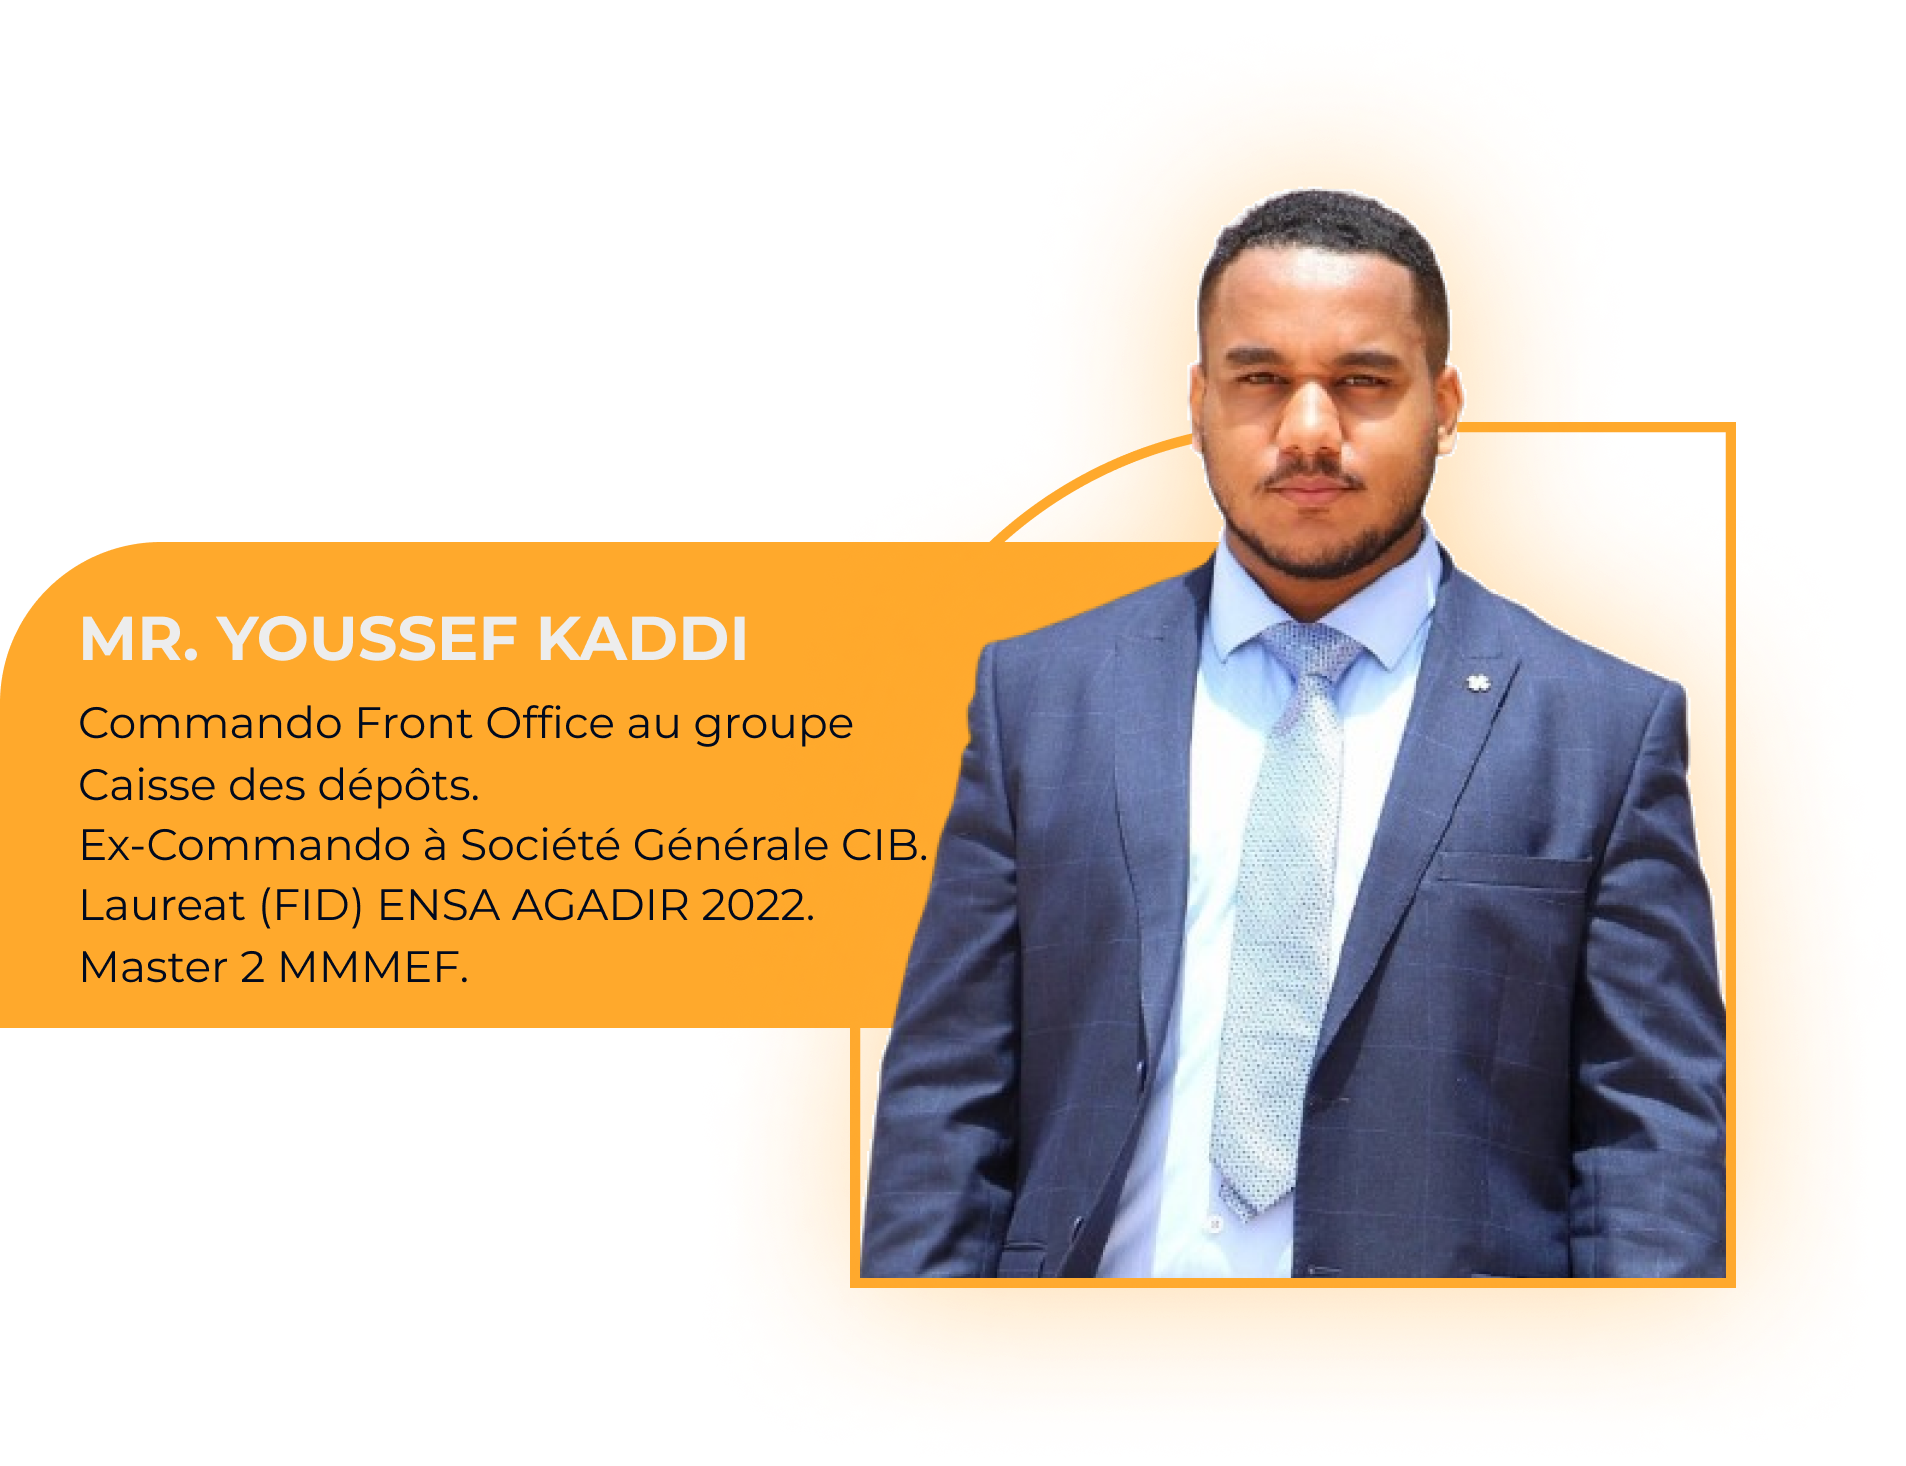 MR. YOUSSEF KADDI
Commando Front Office au groupe
Caisse des dépôts.
Ex-Commando à Société Générale CIB.
Laureat (FID) ENSA AGADIR 2022.
Master 2 MMMEF.